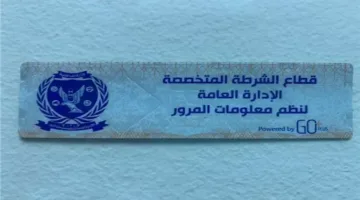 قطاع الشرطة المتخصصة
الإدارة العامة
لنظم معلومات المرور
Powered by GO